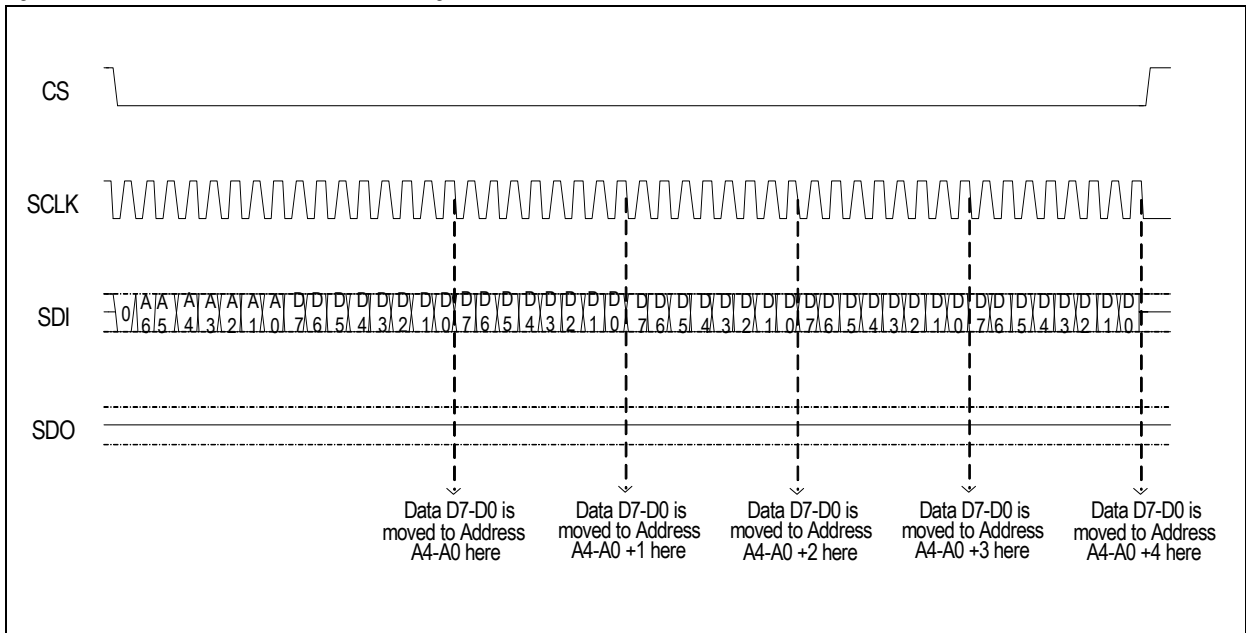 CS
SCLK
SDI
0 A6 A5 A4 A3 A2 A1 A0 D7 D6 D5 D4 D3 D2 D1 D0 D7 D6 D5 D4 D3 D2 D1 D0 D7 D6 D5 D4 D3 D2 D1 D0 D7 D6 D5 D4 D3 D2 D1 D0 D7 D6 D5 D4 D3 D2 D1 D0
SDO
Data D7-D0 is
moved to Address
A4-A0 here
Data D7-D0 is
moved to Address
A4-A0 +1 here
Data D7-D0 is
moved to Address
A4-A0 +2 here
Data D7-D0 is
moved to Address
A4-A0 +3 here
Data D7-D0 is
moved to Address
A4-A0 +4 here